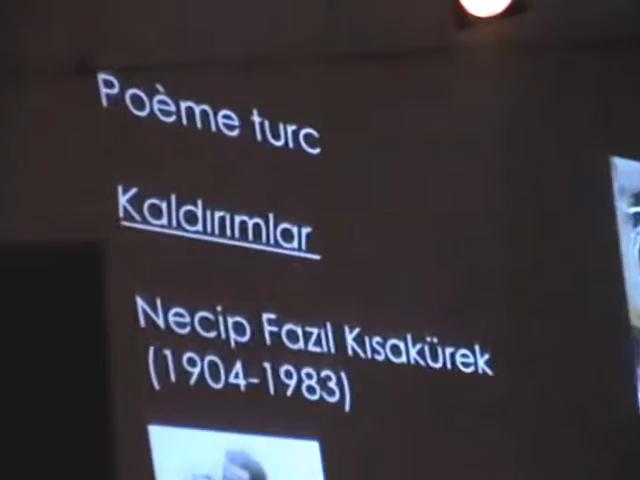 Poème turc
Kaldırımlar
Necip Fazıl Kısakürek
(1904-1983)